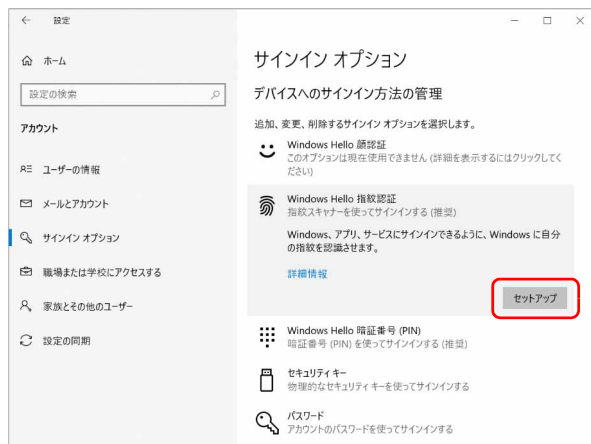 設定
ホーム
設定の検索
アカウント
ユーザーの情報
メールとアカウント
サインイン オプション
職場または学校にアクセスする
家族とその他のユーザー
設定の同期
サインイン オプション
デバイスへのサインイン方法の管理
追加、変更、削除するサインイン オプションを選択します。
Windows Hello 顔認証
このオプションは現在使用できません (詳細を表示するにはクリックしてく
ださい)
Windows Hello 指紋認証
指紋スキャナーを使ってサインインする (推奨)
Windows、アプリ、サービスにサインインできるように、Windows に自分
の指紋を認識させます。
詳細情報
セットアップ
Windows Hello 暗証番号 (PIN)
暗証番号 (PIN) を使ってサインインする (推奨)
セキュリティ キー
物理的なセキュリティ キーを使ってサインインする
パスワード
アカウントのパスワードを使ってサインインする